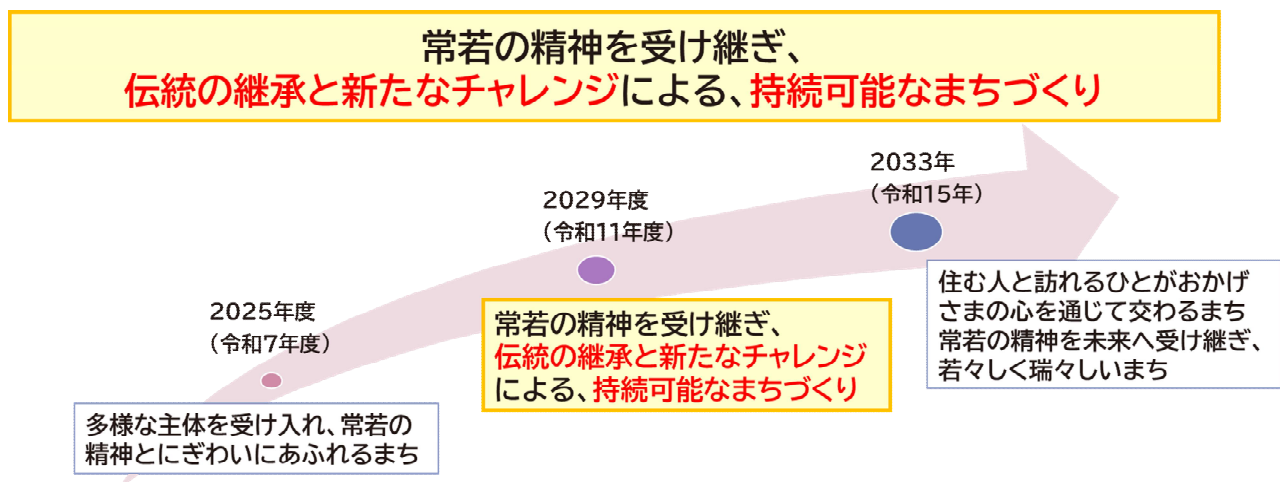 常若の精神を受け継ぎ、
伝統の継承と新たなチャレンジによる、持続可能なまちづくり
2033年
（令和15年）
2029年度
（令和11年度）
2025年度
（令和7年度）
住む人と訪れるひとがおかげ
さまの心を通じて交わるまち
常若の精神を未来へ受け継ぎ、
若々しく瑞々しいまち
常若の精神を受け継ぎ、
伝統の継承と新たなチャレンジ
による、持続可能なまちづくり
多様な主体を受け入れ、常若の
精神とにぎわいにあふれるまち